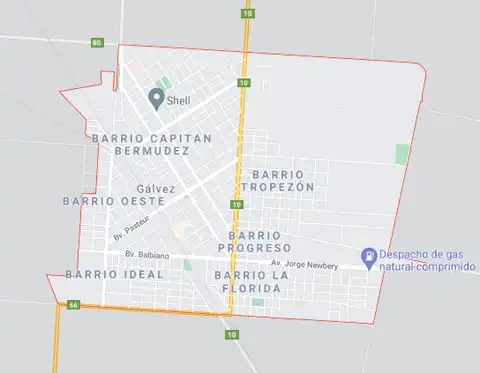 10
80
10
Shell
BARRIO CAPITAN
BERMUDEZ
BARRIO
TROPEZÓN
Gálvez
BARRIO OESTE
10
Bv. Pasteur
BARRIO
PROGRESO
Bv. Balbiano
Av. Jorge Newbery
Despacho de gas
natural comprimido
BARRIO IDEAL
BARRIO LA
FLORIDA
66
10